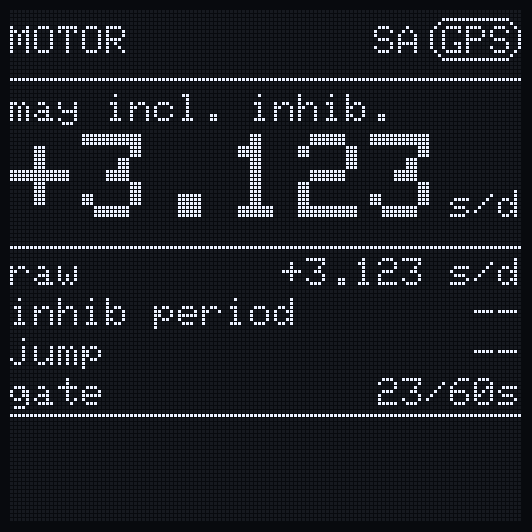 MOTOR SA GPS
may incl. inhib.
+3.123 s/d
raw +3.123 s/d
inhib period --
jump --
gate 23/60s